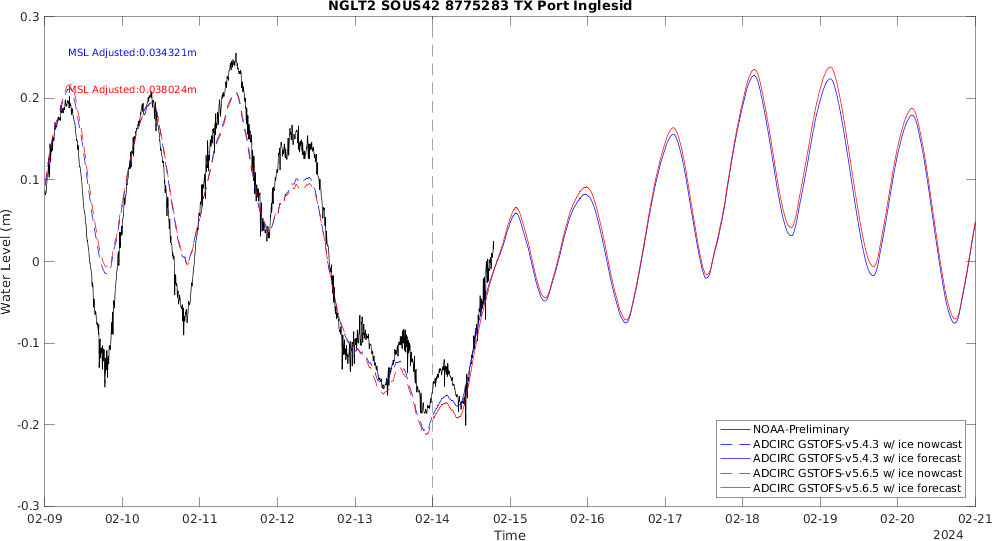 NGLT2 SOUS42 8775283 TX Port Inglesid
0.3
MSL Adjusted:0.034321m
MSL Adjusted:0.038024m
0.2
0.1
0
-0.1
-0.2
-0.3
Water Level (m)
NOAA-Preliminary
ADCIRC GSTOFS-v5.4.3 w/ ice nowcast
ADCIRC GSTOFS-v5.4.3 w/ ice forecast
ADCIRC GSTOFS-v5.6.5 w/ ice nowcast
ADCIRC GSTOFS-v5.6.5 w/ ice forecast
02-09 02-10 02-11 02-12 02-13 02-14 02-15 02-16 02-17 02-18 02-19 02-20 02-21
Time
2024